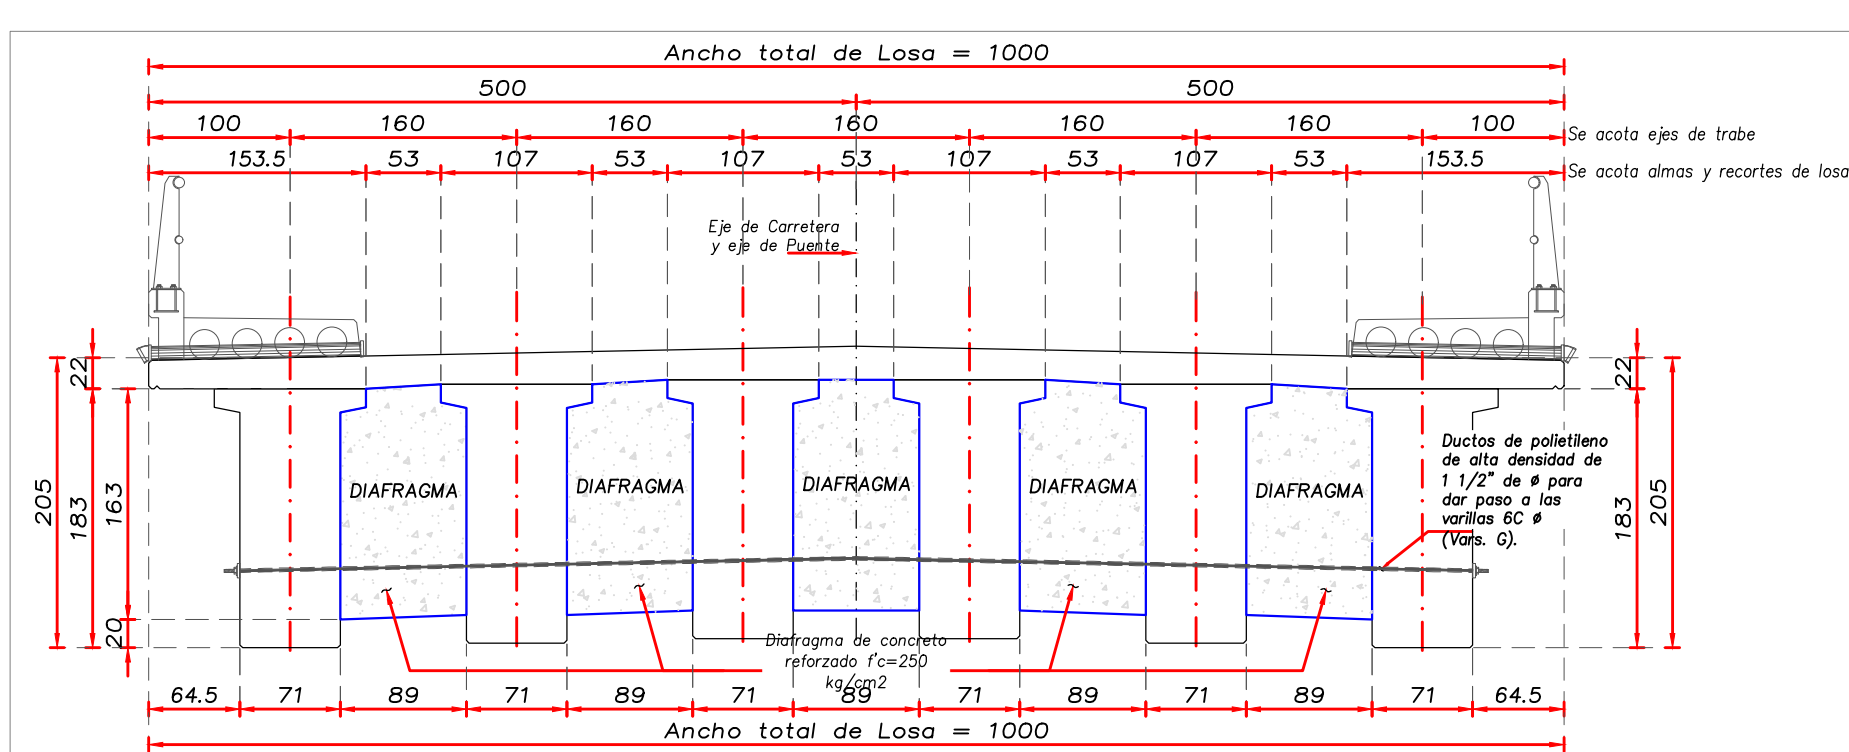 Ancho total de Losa = 1000
500 500
100 160 160 160 160 160 100
Se acota ejes de trabe
153.5 53 107 53 107 53 107 53 107 53 153.5
Se acota almas y recortes de losa
Eje de Carretera
y eje de Puente
22 22
205 183 163 20
183 205
DIAFRAGMA DIAFRAGMA DIAFRAGMA DIAFRAGMA DIAFRAGMA
Ductos de polietileno
de alta densidad de
1 1/2" de ø para
dar paso a las
varillas 6C ø
(Vars. G).
Diafragma de concreto
reforzado f'c=250
kg/cm2
64.5 71 89 71 89 71 89 71 89 71 89 71 64.5
Ancho total de Losa = 1000